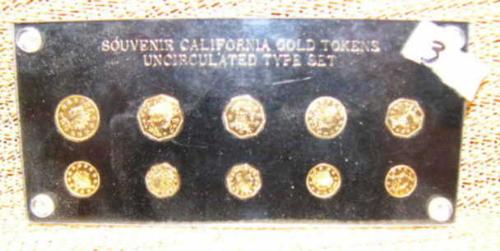 SOUVENIR CALIFORNIA GOLD TOKENS
UNCIRCULATED TYPE SET
3